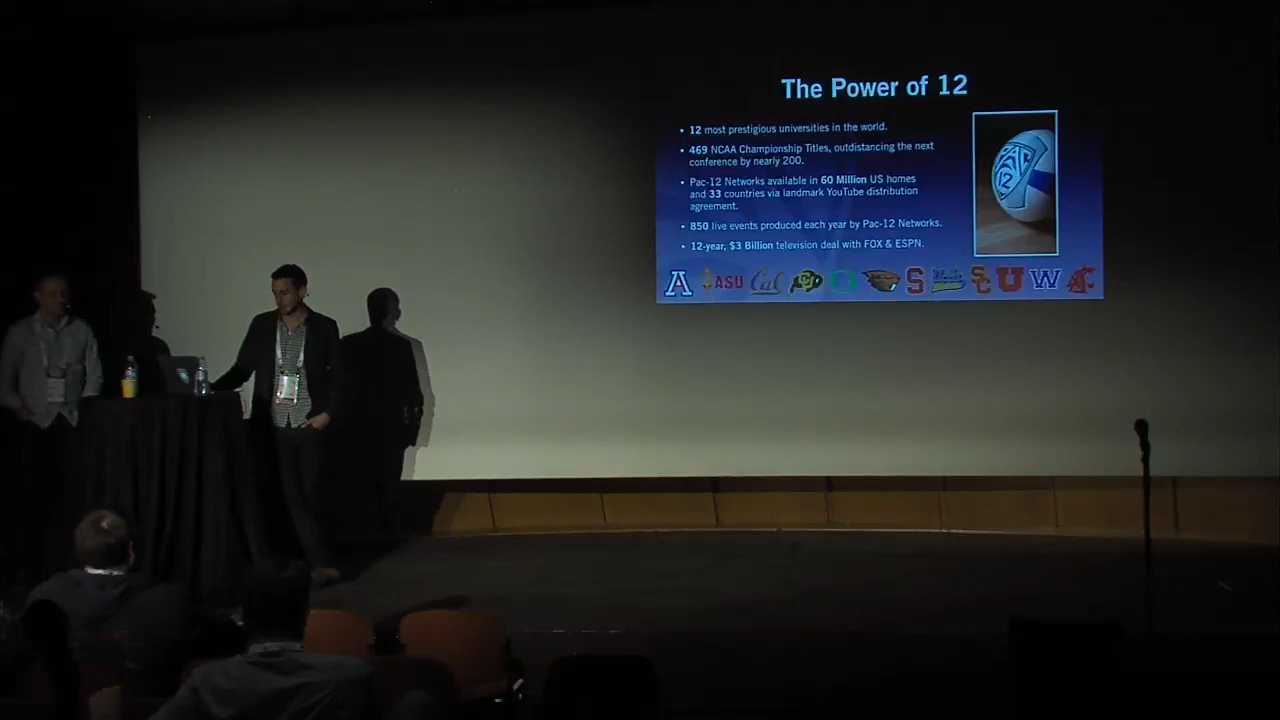 The Power of 12
• 12 most prestigious universities in the world.
• 469 NCAA Championship Titles, outdistancing the next
conference by nearly 200.
• Pac-12 Networks available in 60 Million US homes
and 33 countries via landmark YouTube distribution
agreement.
• 850 live events produced each year by Pac-12 Networks.
• 12-year, $3 Billion television deal with FOX & ESPN.
PAC
12
A ASU Cal CU O S SC U W